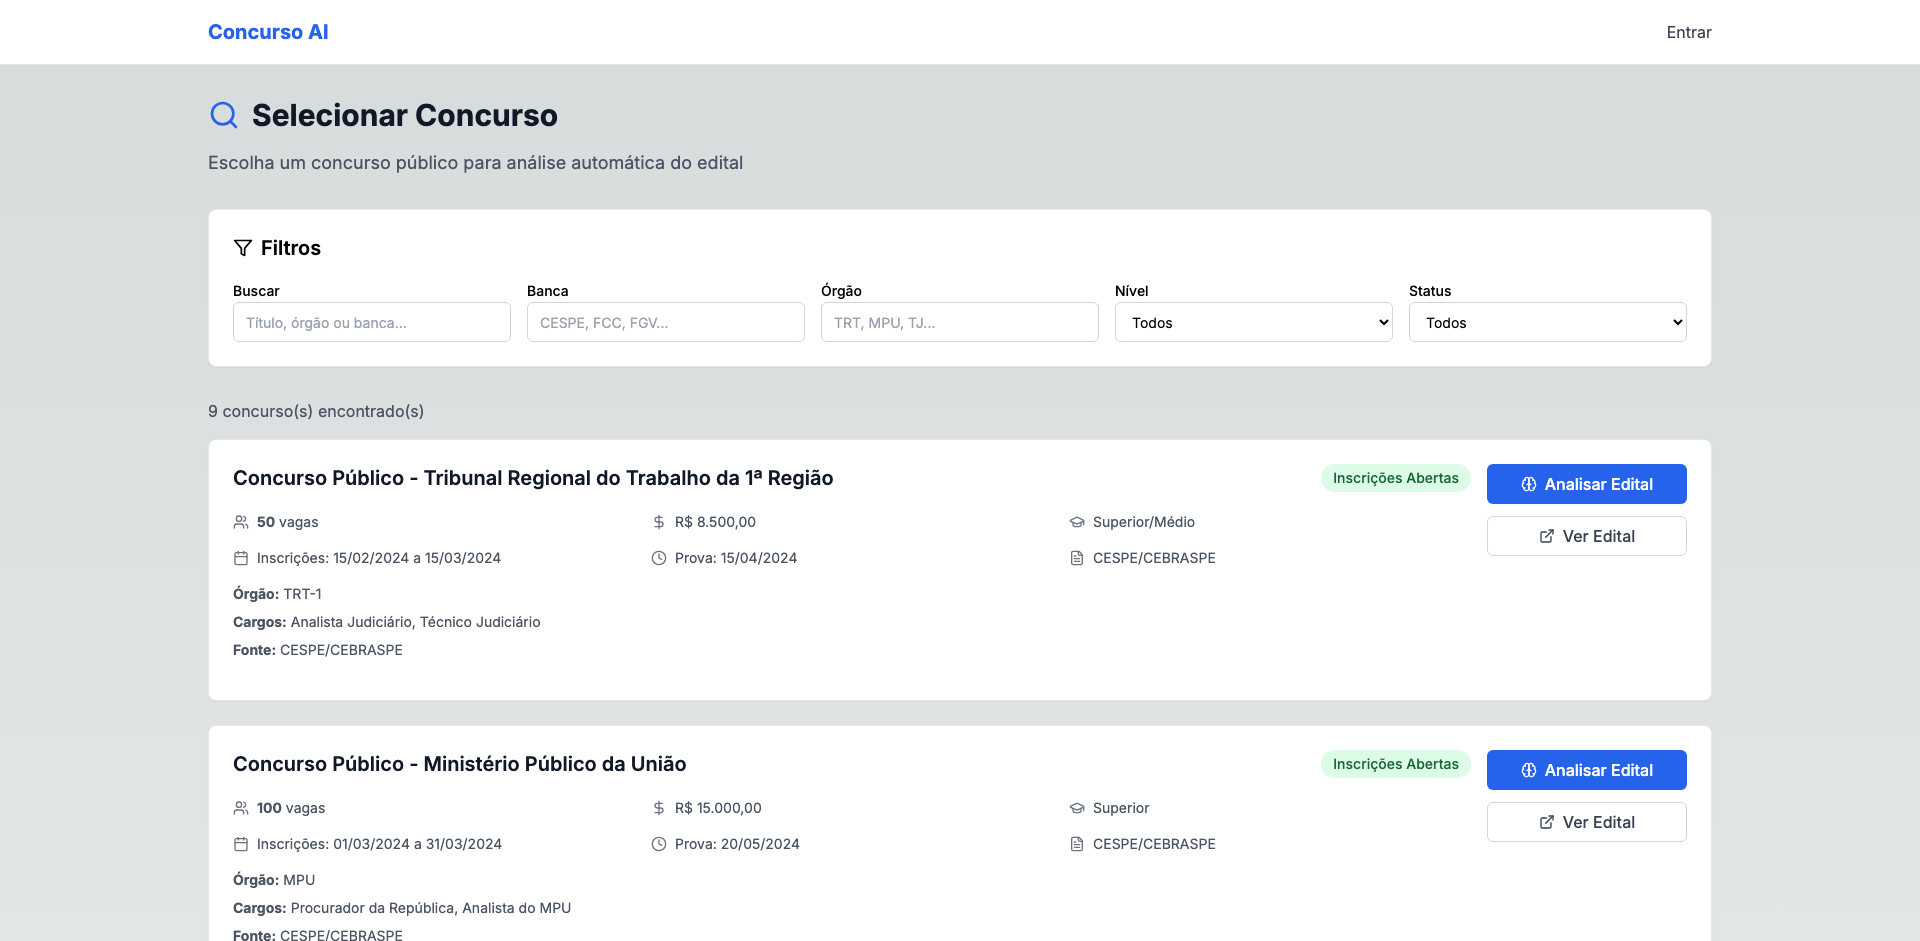 Concurso AI
Entrar
Selecionar Concurso
Escolha um concurso público para análise automática do edital
Filtros
Buscar
Título, órgão ou banca...
Banca
CESPE, FCC, FGV...
Órgão
TRT, MPU, TJ...
Nível
Todos
Status
Todos
9 concurso(s) encontrado(s)
Concurso Público - Tribunal Regional do Trabalho da 1ª Região
Inscrições Abertas
Analisar Edital
Ver Edital
50 vagas
R$ 8.500,00
Superior/Médio
Inscrições: 15/02/2024 a 15/03/2024
Prova: 15/04/2024
CESPE/CEBRASPE
Órgão: TRT-1
Cargos: Analista Judiciário, Técnico Judiciário
Fonte: CESPE/CEBRASPE
Concurso Público - Ministério Público da União
Inscrições Abertas
Analisar Edital
Ver Edital
100 vagas
R$ 15.000,00
Superior
Inscrições: 01/03/2024 a 31/03/2024
Prova: 20/05/2024
CESPE/CEBRASPE
Órgão: MPU
Cargos: Procurador da República, Analista do MPU
Fonte: CESPE/CEBRASPE